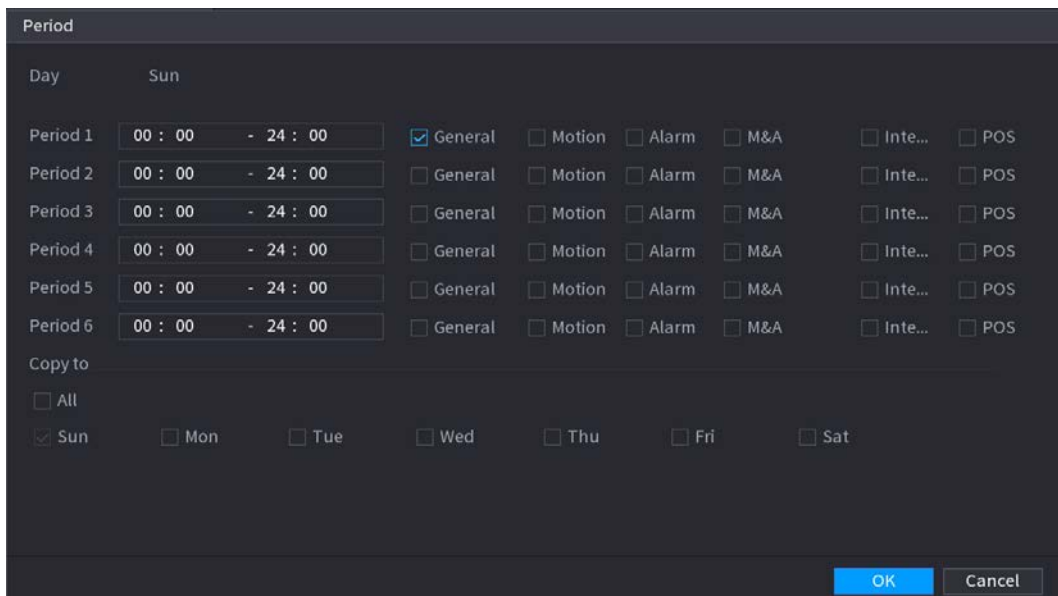 Period
Day Sun
Period 1 00 : 00 - 24 : 00 General Motion Alarm M&A Inte... POS
Period 2 00 : 00 - 24 : 00 General Motion Alarm M&A Inte... POS
Period 3 00 : 00 - 24 : 00 General Motion Alarm M&A Inte... POS
Period 4 00 : 00 - 24 : 00 General Motion Alarm M&A Inte... POS
Period 5 00 : 00 - 24 : 00 General Motion Alarm M&A Inte... POS
Period 6 00 : 00 - 24 : 00 General Motion Alarm M&A Inte... POS
Copy to
All
Sun Mon Tue Wed Thu Fri Sat
OK Cancel